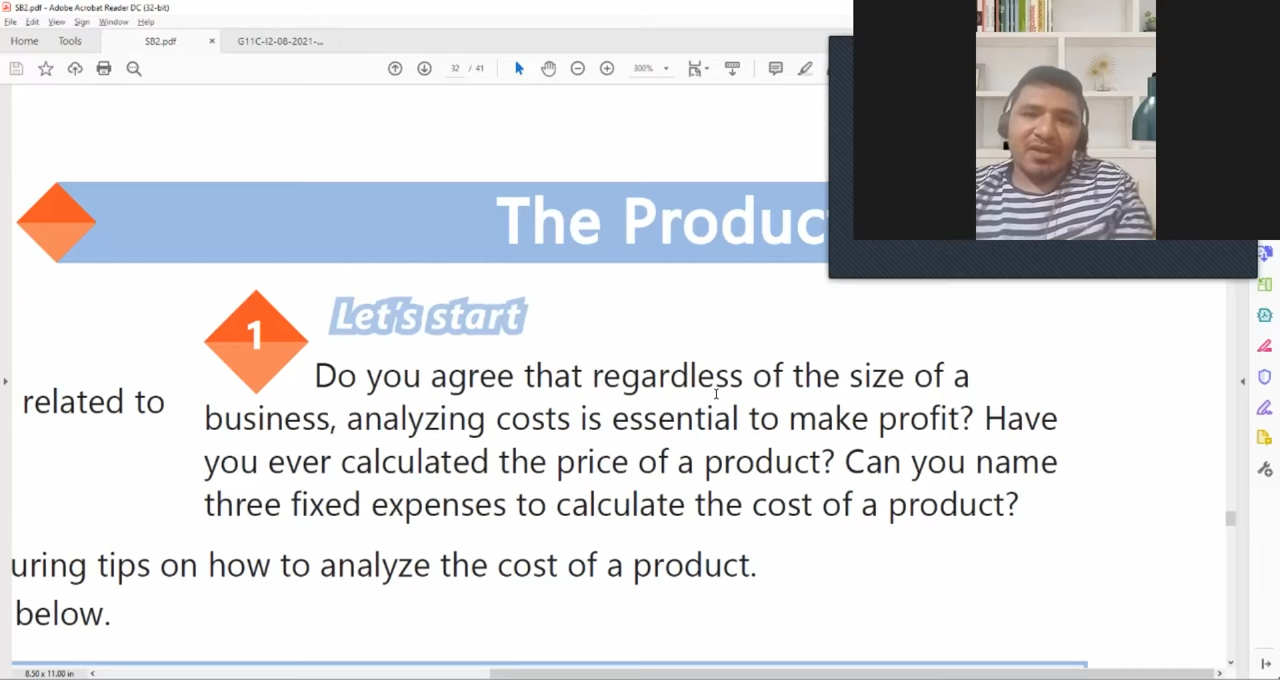 SB2.pdf - Adobe Acrobat Reader DC (32-bit)
File Edit View Sign Window Help
Home Tools SB2.pdf × G11C-I2-08-2021-...
32 / 41 300%
The Produc
1
Let's start
Do you agree that regardless of the size of a
related to
business, analyzing costs is essential to make profit? Have
you ever calculated the price of a product? Can you name
three fixed expenses to calculate the cost of a product?
uring tips on how to analyze the cost of a product.
below.
8.50 x 11.00 in